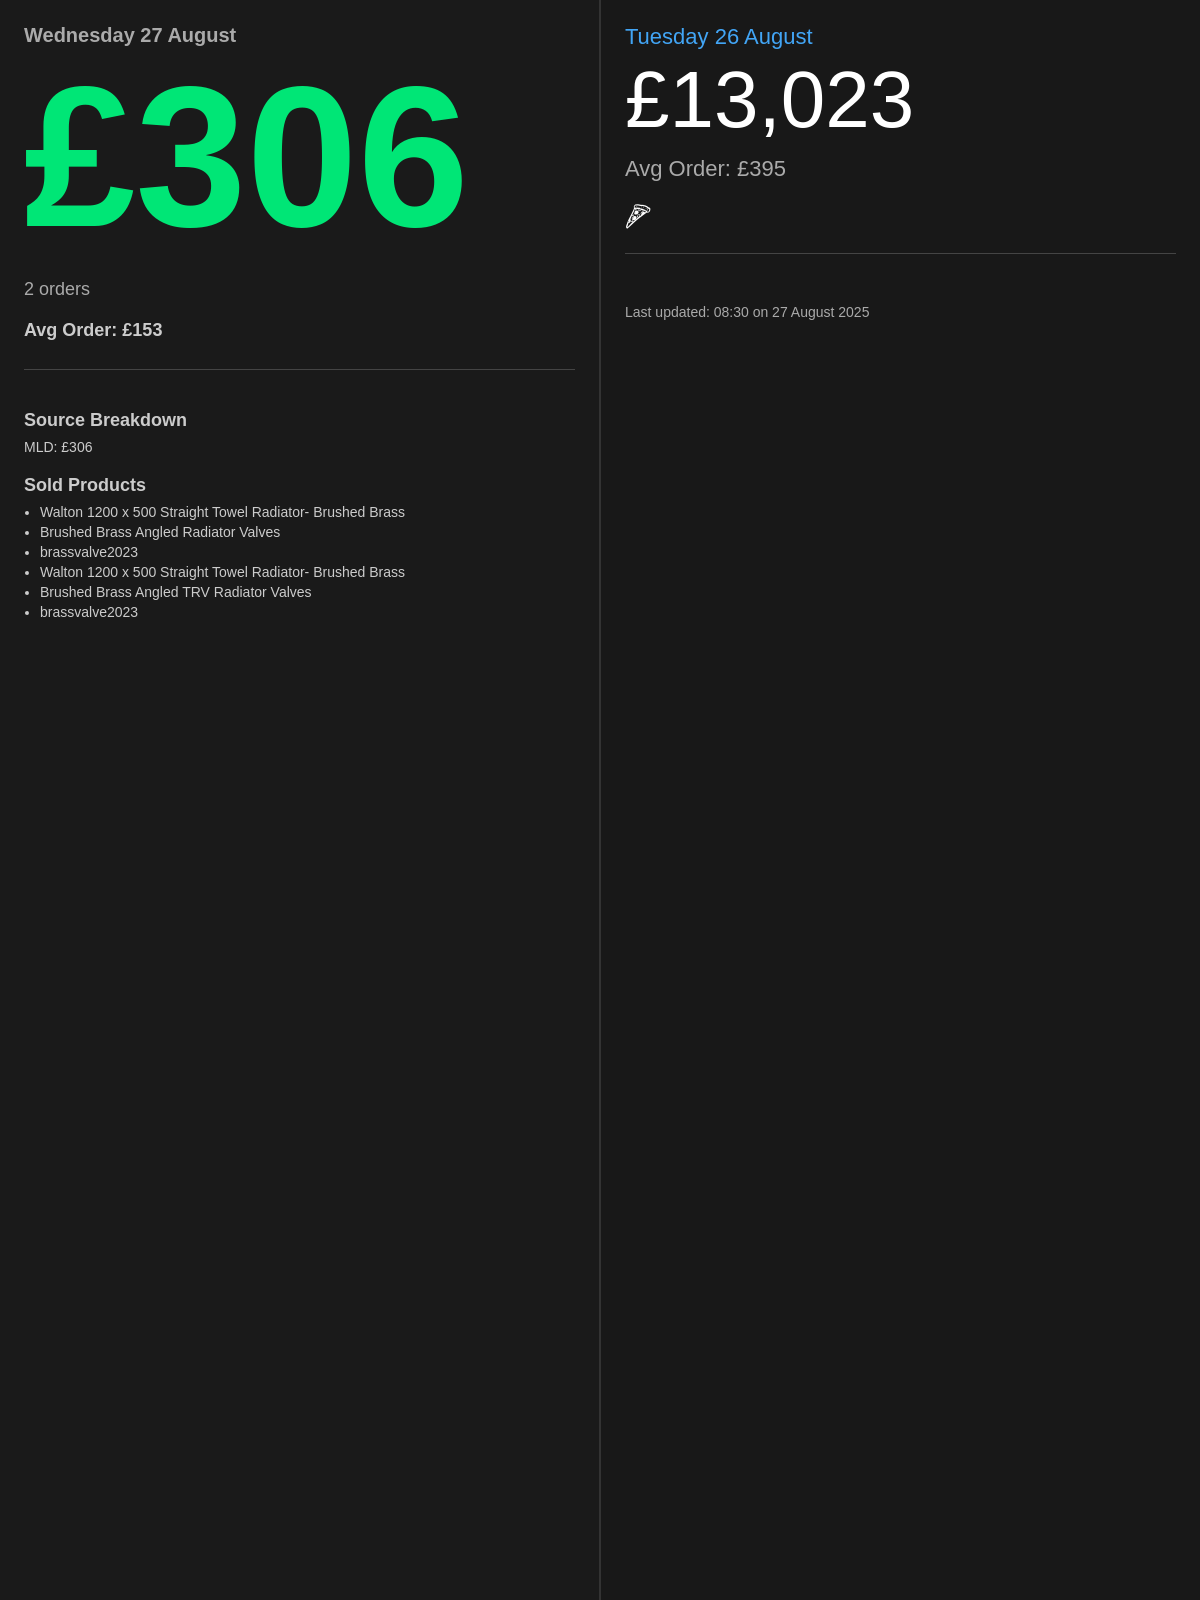 Wednesday 27 August
£306
2 orders
Avg Order: £153
Source Breakdown
MLD: £306
Sold Products
• Walton 1200 x 500 Straight Towel Radiator- Brushed Brass
• Brushed Brass Angled Radiator Valves
• brassvalve2023
• Walton 1200 x 500 Straight Towel Radiator- Brushed Brass
• Brushed Brass Angled TRV Radiator Valves
• brassvalve2023
Tuesday 26 August
£13,023
Avg Order: £395
🍕
Last updated: 08:30 on 27 August 2025